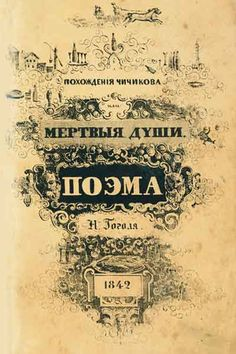 ПОХОЖДЕНІЯ ЧИЧИКОВА
ИЛИ
МЕРТВЫЯ ДУШИ.
ПОЭМА
Н. Гоголя.
1842